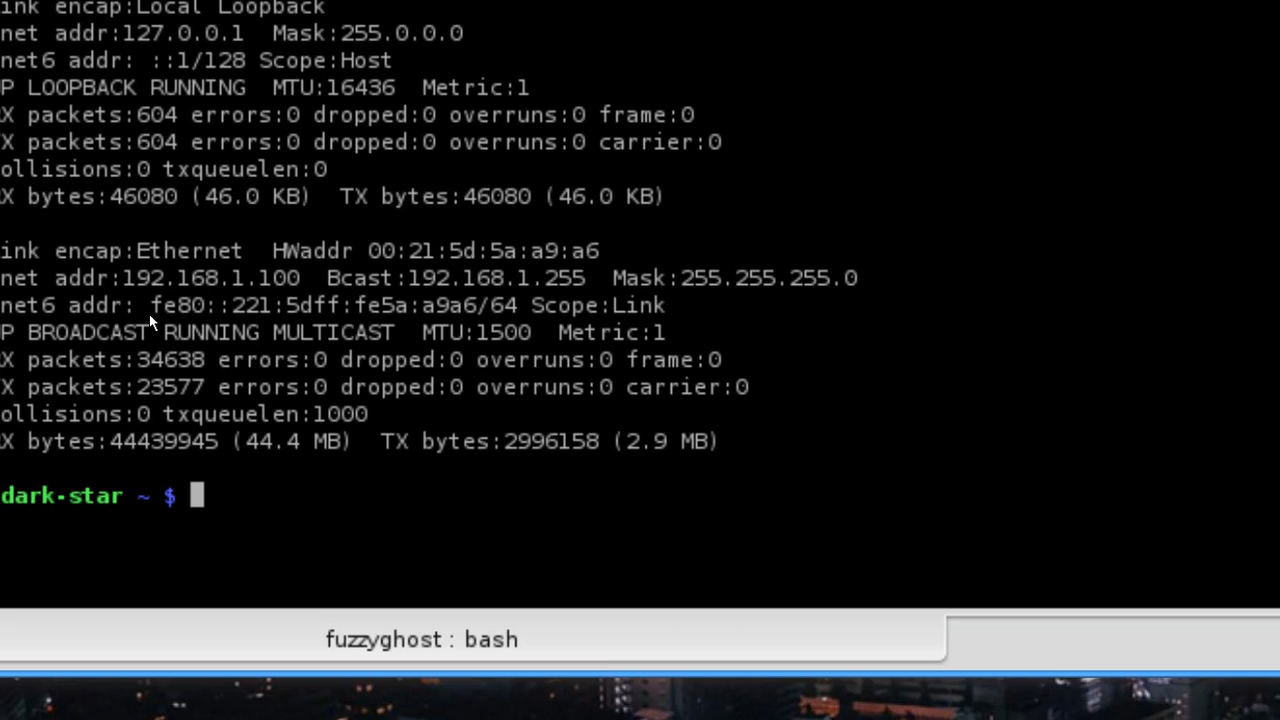 ink encap:Local Loopback
net addr:127.0.0.1  Mask:255.0.0.0
net6 addr: ::1/128 Scope:Host
P LOOPBACK RUNNING  MTU:16436  Metric:1
X packets:604 errors:0 dropped:0 overruns:0 frame:0
X packets:604 errors:0 dropped:0 overruns:0 carrier:0
ollisions:0 txqueuelen:0
X bytes:46080 (46.0 KB)  TX bytes:46080 (46.0 KB)
ink encap:Ethernet  HWaddr 00:21:5d:5a:a9:a6
net addr:192.168.1.100  Bcast:192.168.1.255  Mask:255.255.255.0
net6 addr: fe80::221:5dff:fe5a:a9a6/64 Scope:Link
P BROADCAST RUNNING MULTICAST  MTU:1500  Metric:1
X packets:34638 errors:0 dropped:0 overruns:0 frame:0
X packets:23577 errors:0 dropped:0 overruns:0 carrier:0
ollisions:0 txqueuelen:1000
X bytes:44439945 (44.4 MB)  TX bytes:2996158 (2.9 MB)
dark-star ~ $
fuzzyghost : bash